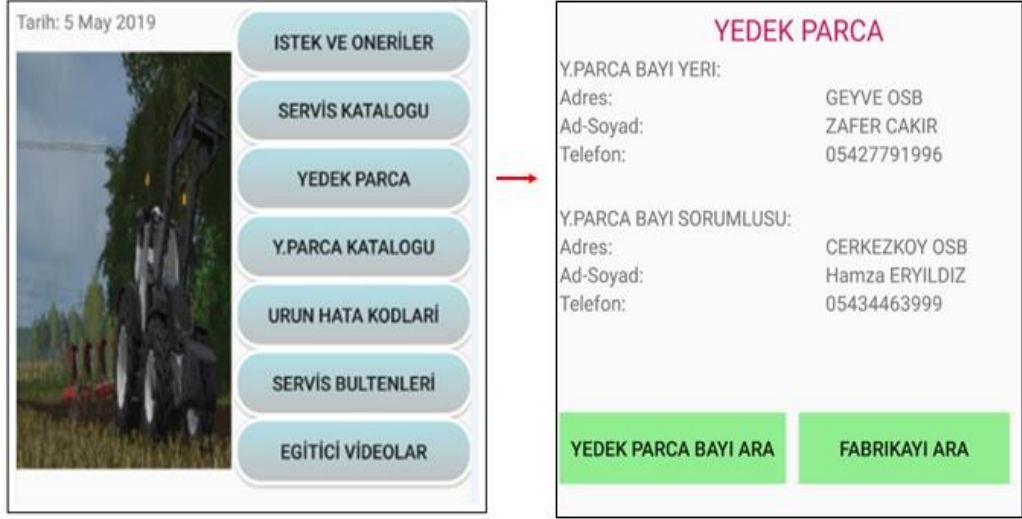 Tarih: 5 May 2019
ISTEK VE ONERİLER
SERVİS KATALOGU
YEDEK PARCA
Y.PARCA KATALOGU
URUN HATA KODLARİ
SERVİS BULTENLERİ
EGİTİCİ VİDEOLAR
YEDEK PARCA
Y.PARCA BAYI YERI:
Adres: GEYVE OSB
Ad-Soyad: ZAFER CAKIR
Telefon: 05427791996
Y.PARCA BAYI SORUMLUSU:
Adres: CERKEZKOY OSB
Ad-Soyad: Hamza ERYILDIZ
Telefon: 05434463999
YEDEK PARCA BAYI ARA
FABRIKAYI ARA